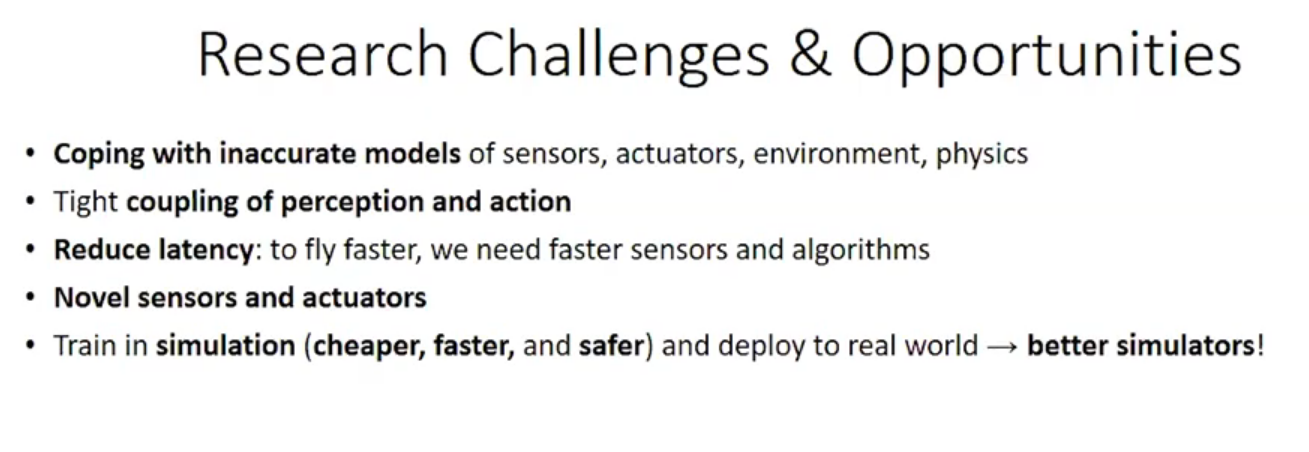 Research Challenges & Opportunities
• Coping with inaccurate models of sensors, actuators, environment, physics
• Tight coupling of perception and action
• Reduce latency: to fly faster, we need faster sensors and algorithms
• Novel sensors and actuators
• Train in simulation (cheaper, faster, and safer) and deploy to real world → better simulators!